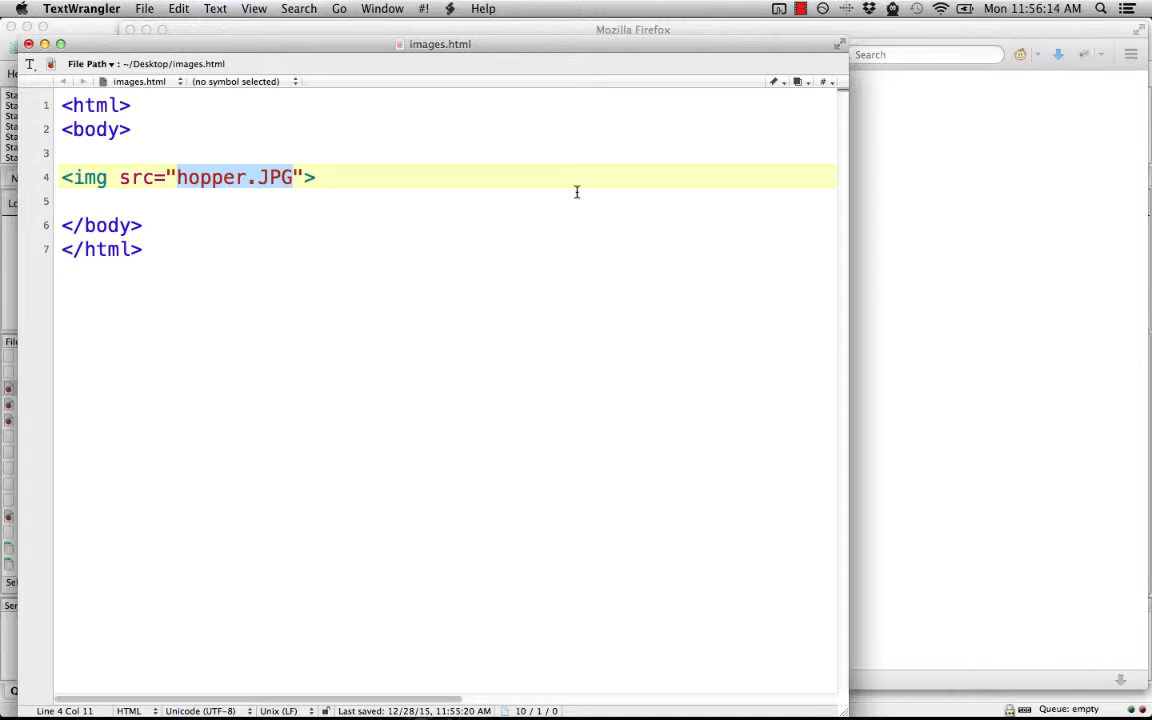 TextWrangler File Edit Text View Search Go Window #! Help Mon 11:56:14 AM
Mozilla Firefox
images.html
Search
File Path ▾ : ~/Desktop/images.html
images.html (no symbol selected) #
1 <html>
2 <body>
3
4 <img src="hopper.JPG">
5
6 </body>
7 </html>
Line 4 Col 11 HTML Unicode (UTF-8) Unix (LF) Last saved: 12/28/15, 11:55:20 AM 10 / 1 / 0
Queue: empty